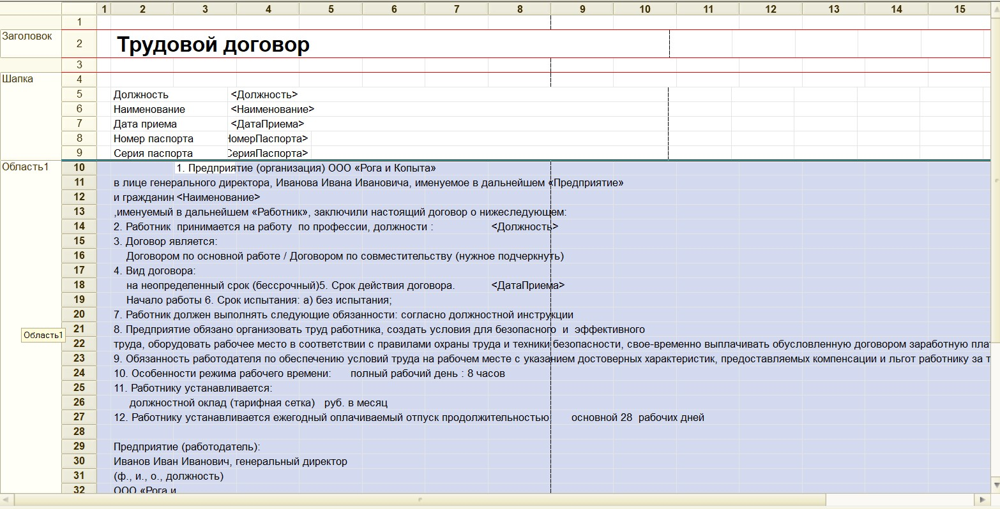 1 2 3 4 5 6 7 8 9 10 11 12 13 14 15
1
Заголовок 2 Трудовой договор
3
Шапка 4
5 Должность <Должность>
6 Наименование <Наименование>
7 Дата приема <ДатаПриема>
8 Номер паспорта НомерПаспорта>
9 Серия паспорта СерияПаспорта>
Область1 10 1. Предприятие (организация) ООО «Рога и Копыта»
11 в лице генерального директора, Иванова Ивана Ивановича, именуемое в дальнейшем «Предприятие»
12 и гражданин <Наименование>
13 ,именуемый в дальнейшем «Работник», заключили настоящий договор о нижеследующем:
14 2. Работник принимается на работу по профессии, должности : <Должность>
15 3. Договор является:
16 Договором по основной работе / Договором по совместительству (нужное подчеркнуть)
17 4. Вид договора:
18 на неопределенный срок (бессрочный)5. Срок действия договора. <ДатаПриема>
19 Начало работы 6. Срок испытания: а) без испытания;
20 7. Работник должен выполнять следующие обязанности: согласно должностной инструкции
Область1 21 8. Предприятие обязано организовать труд работника, создать условия для безопасного и эффективного
22 труда, оборудовать рабочее место в соответствии с правилами охраны труда и техники безопасности, свое-временно выплачивать обусловленную договором заработную пла
23 9. Обязанность работодателя по обеспечению условий труда на рабочем месте с указанием достоверных характеристик, предоставляемых компенсации и льгот работнику за т
24 10. Особенности режима рабочего времени: полный рабочий день : 8 часов
25 11. Работнику устанавливается:
26 должностной оклад (тарифная сетка) руб. в месяц
27 12. Работнику устанавливается ежегодный оплачиваемый отпуск продолжительностью основной 28 рабочих дней
28
29 Предприятие (работодатель):
30 Иванов Иван Иванович, генеральный директор
31 (ф., и., о., должность)
32 ООО «Рога и